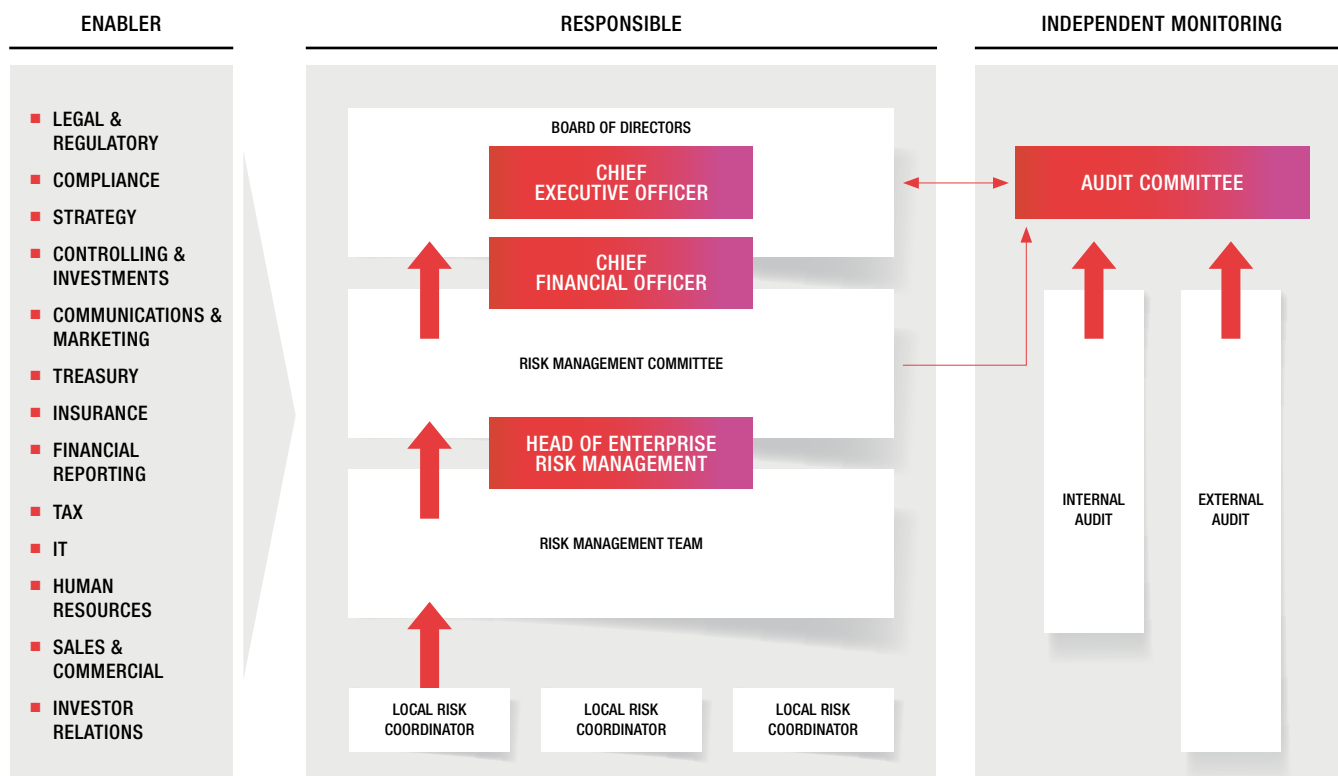 ENABLER
LEGAL &
REGULATORY
COMPLIANCE
STRATEGY
CONTROLLING &
INVESTMENTS
COMMUNICATIONS &
MARKETING
TREASURY
INSURANCE
FINANCIAL
REPORTING
TAX
IT
HUMAN
RESOURCES
SALES &
COMMERCIAL
INVESTOR
RELATIONS
RESPONSIBLE
BOARD OF DIRECTORS
CHIEF
EXECUTIVE OFFICER
CHIEF
FINANCIAL OFFICER
RISK MANAGEMENT COMMITTEE
HEAD OF ENTERPRISE
RISK MANAGEMENT
RISK MANAGEMENT TEAM
LOCAL RISK
COORDINATOR
LOCAL RISK
COORDINATOR
LOCAL RISK
COORDINATOR
INDEPENDENT MONITORING
AUDIT COMMITTEE
INTERNAL
AUDIT
EXTERNAL
AUDIT